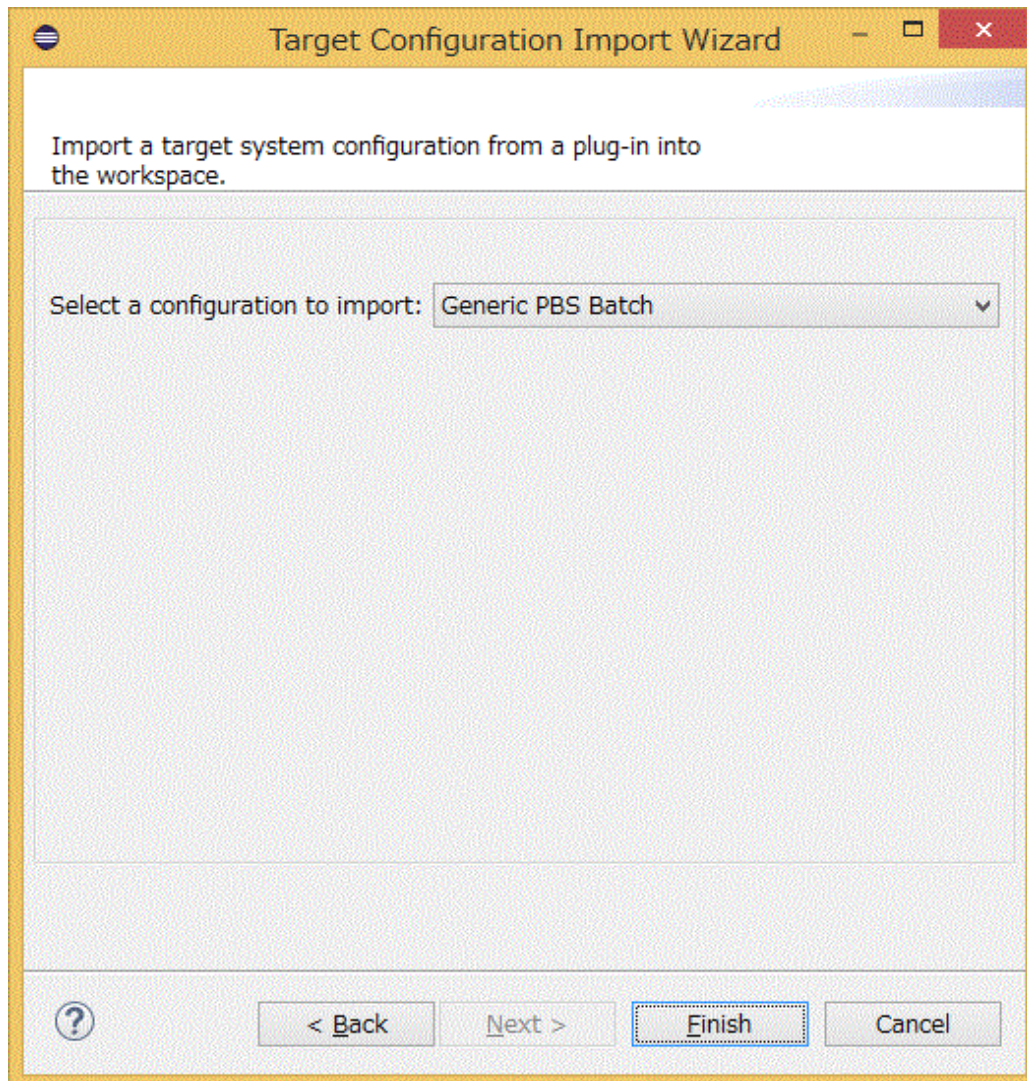 Target Configuration Import Wizard
Import a target system configuration from a plug-in into
the workspace.
Select a configuration to import: Generic PBS Batch
< Back Next > Finish Cancel